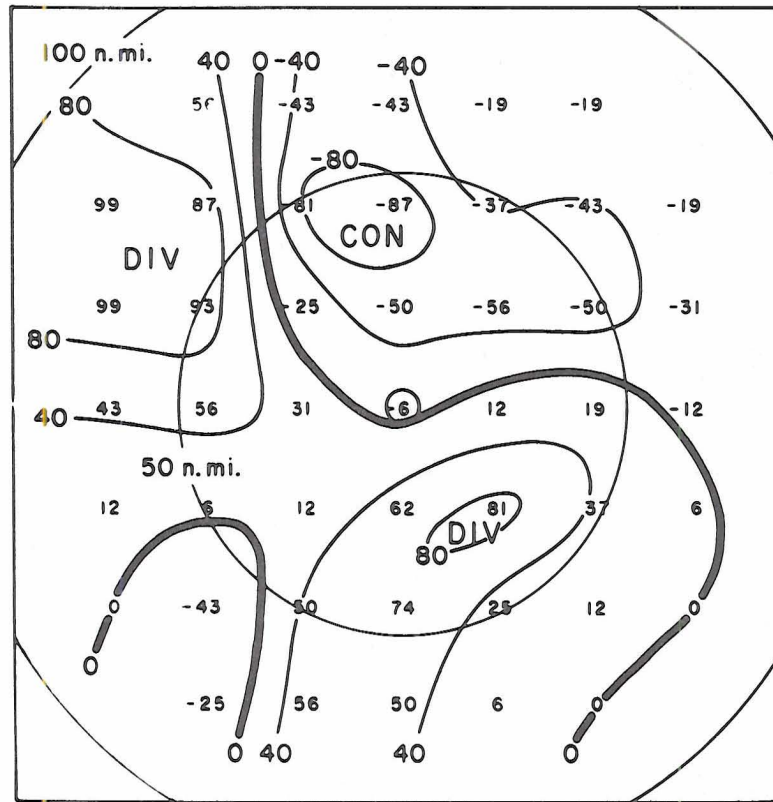 100 n.mi. 40 0 -40 -40
80 56 -43 -43 -19 -19
-80
99 87 -81 -87 -37 -43 -19
CON
DIV
99 93 -25 -50 -56 -50 -31
80
40 43 56 31 -6 12 19 -12
50 n.mi.
12 6 12 62 81 37 6
DIV
80
0 -43 50 74 25 12 0
0
-25 56 50 6 0
0 40 40 0